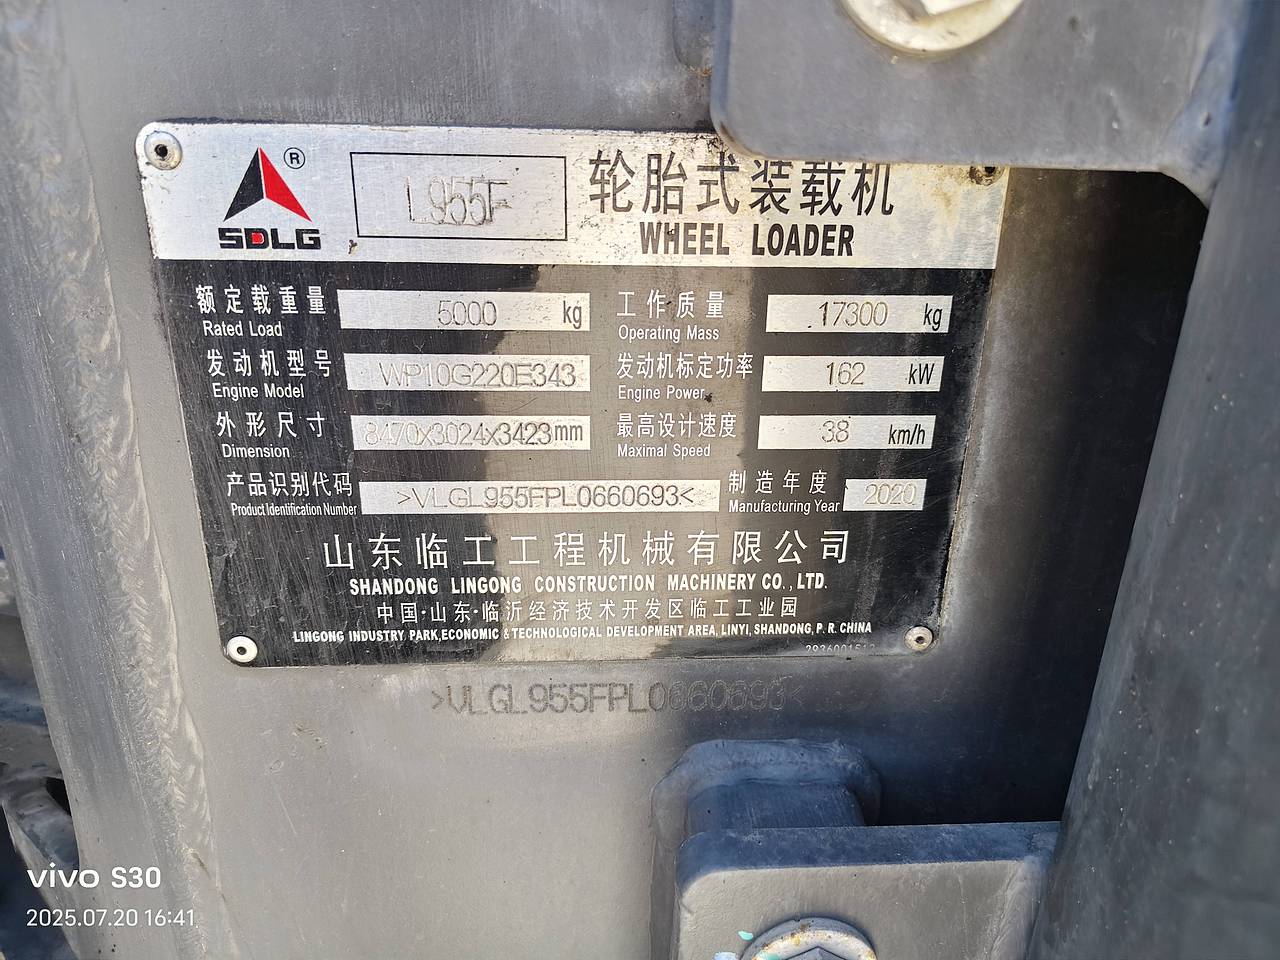 SDLG ®
L955F
轮胎式装载机
WHEEL LOADER
额定载重量 5000 kg 工作质量 17300 kg
Rated Load Operating Mass
发动机型号 WP10G220E343 发动机标定功率 162 kW
Engine Model Engine Power
外形尺寸 8470x3024x3423mm 最高设计速度 38 km/h
Dimension Maximal Speed
产品识别代码 >VLGL955FPL0660693< 制造年度 2020
Product Identification Number Manufacturing Year
山东临工工程机械有限公司
SHANDONG LINGONG CONSTRUCTION MACHINERY CO.,LTD.
中国·山东·临沂经济技术开发区临工工业园
LINGONG INDUSTRY PARK,ECONOMIC & TECHNOLOGICAL DEVELOPMENT AREA, LINYI, SHANDONG, P. R. CHINA
>VLGL955FPL0660693<
vivo S30
2025.07.20 16:41